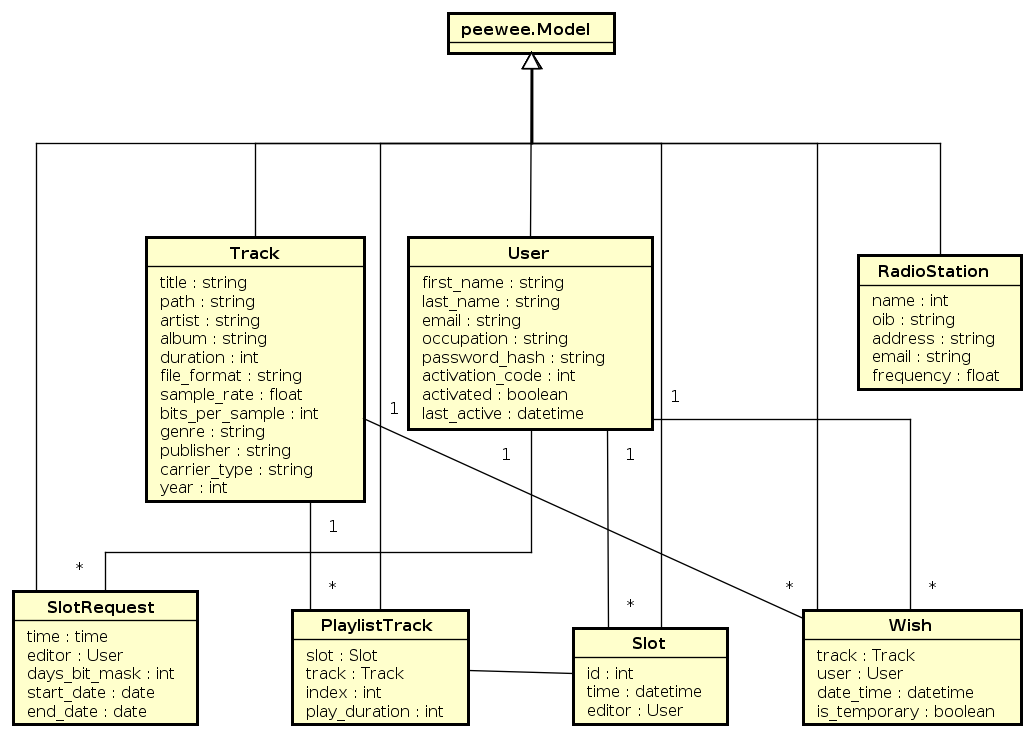 peewee.Model
Track
title : string
path : string
artist : string
album : string
duration : int
file_format : string
sample_rate : float
bits_per_sample : int
genre : string
publisher : string
carrier_type : string
year : int
User
first_name : string
last_name : string
email : string
occupation : string
password_hash : string
activation_code : int
activated : boolean
last_active : datetime
RadioStation
name : int
oib : string
address : string
email : string
frequency : float
1
1
1
1
1
*
*
*
*
*
SlotRequest
time : time
editor : User
days_bit_mask : int
start_date : date
end_date : date
PlaylistTrack
slot : Slot
track : Track
index : int
play_duration : int
Slot
id : int
time : datetime
editor : User
Wish
track : Track
user : User
date_time : datetime
is_temporary : boolean